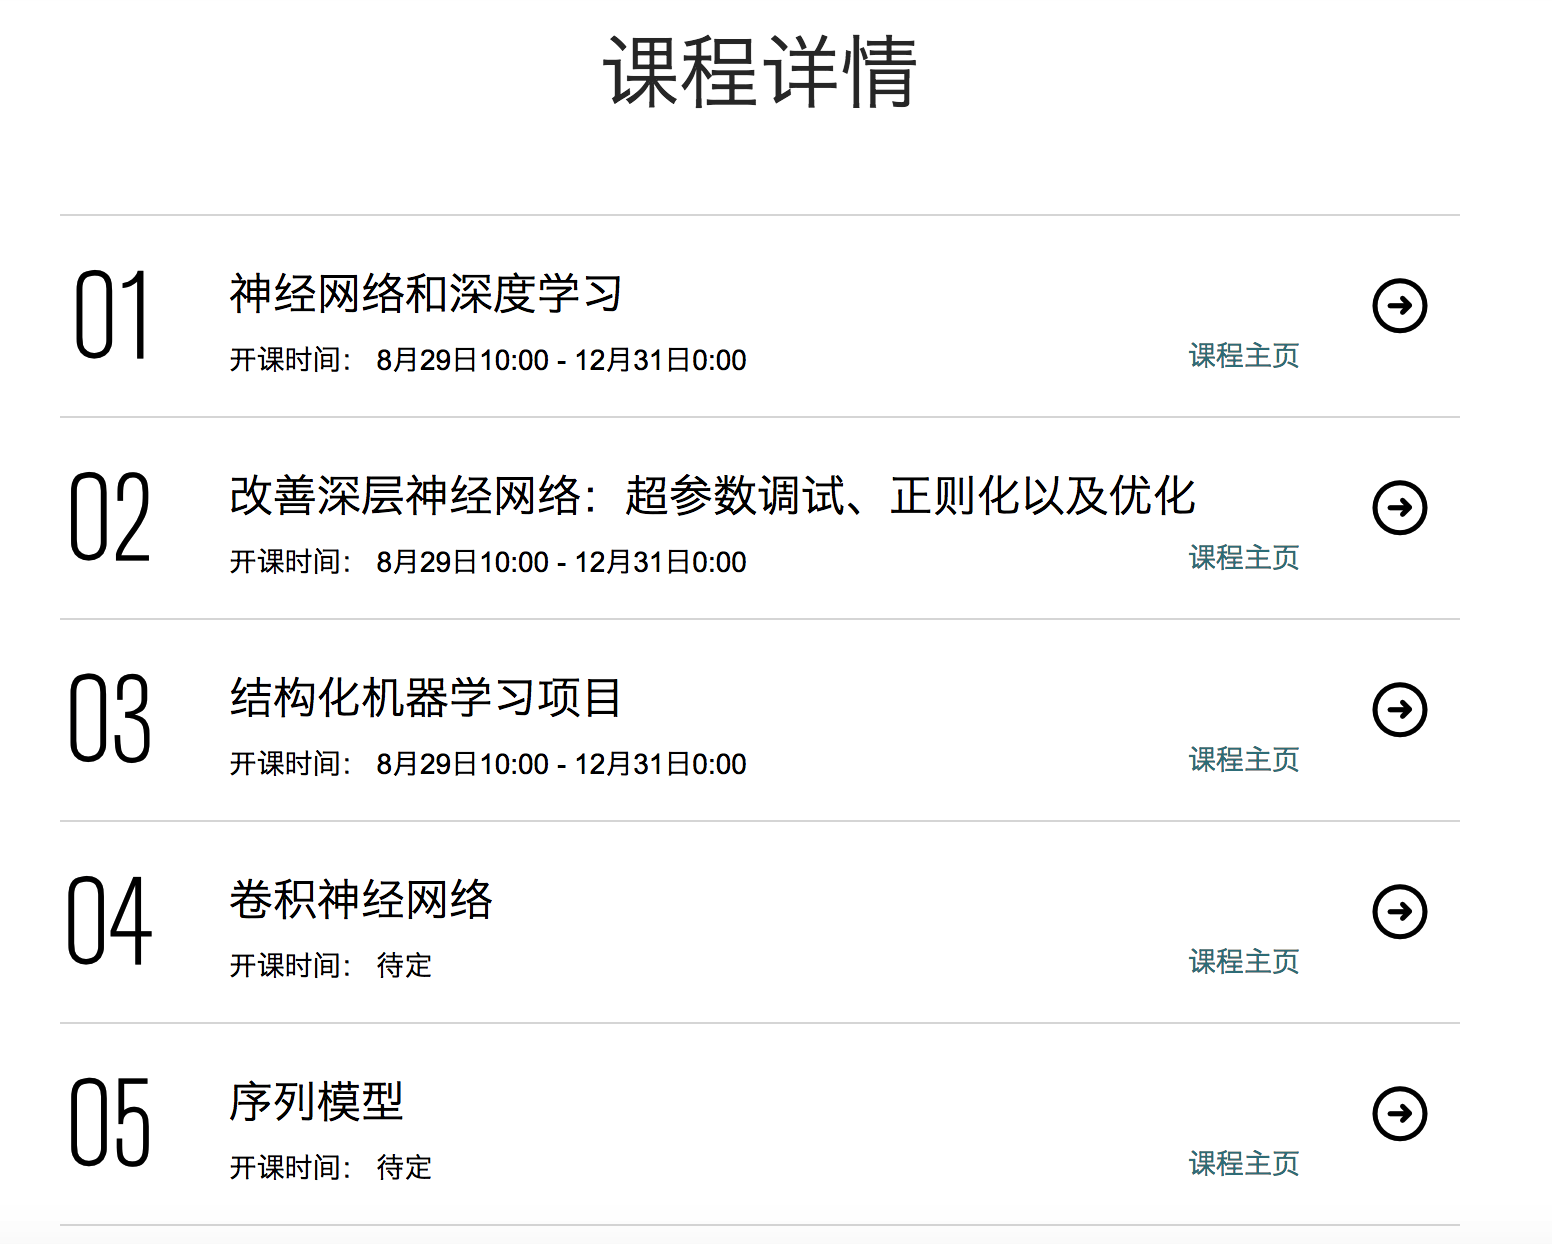 课程详情
01
神经网络和深度学习
开课时间： 8月29日10:00 - 12月31日0:00
课程主页
02
改善深层神经网络：超参数调试、正则化以及优化
开课时间： 8月29日10:00 - 12月31日0:00
课程主页
03
结构化机器学习项目
开课时间： 8月29日10:00 - 12月31日0:00
课程主页
04
卷积神经网络
开课时间： 待定
课程主页
05
序列模型
开课时间： 待定
课程主页